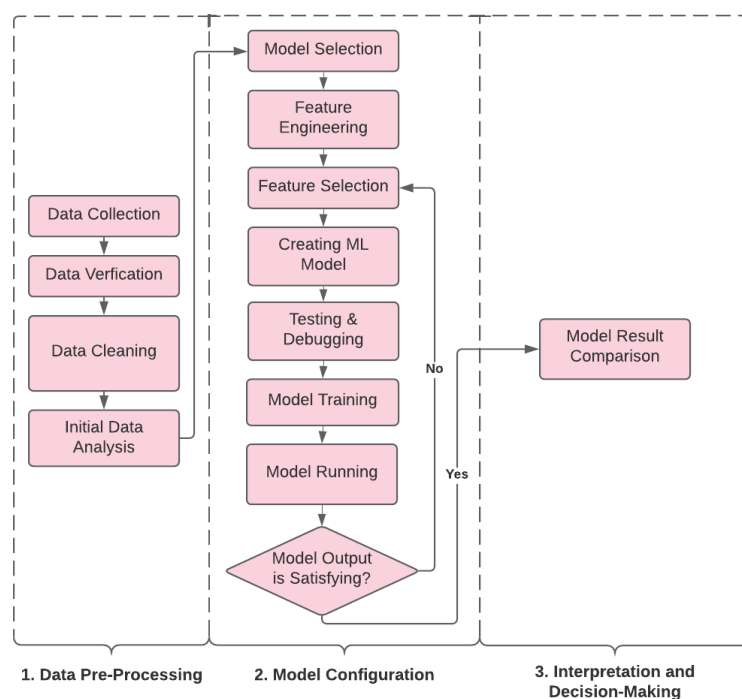 Data Collection
Data Verfication
Data Cleaning
Initial Data
Analysis
Model Selection
Feature
Engineering
Feature Selection
Creating ML
Model
Testing &
Debugging
Model Training
Model Running
Model Output
is Satisfying?
No
Yes
Model Result
Comparison
1. Data Pre-Processing
2. Model Configuration
3. Interpretation and
Decision-Making